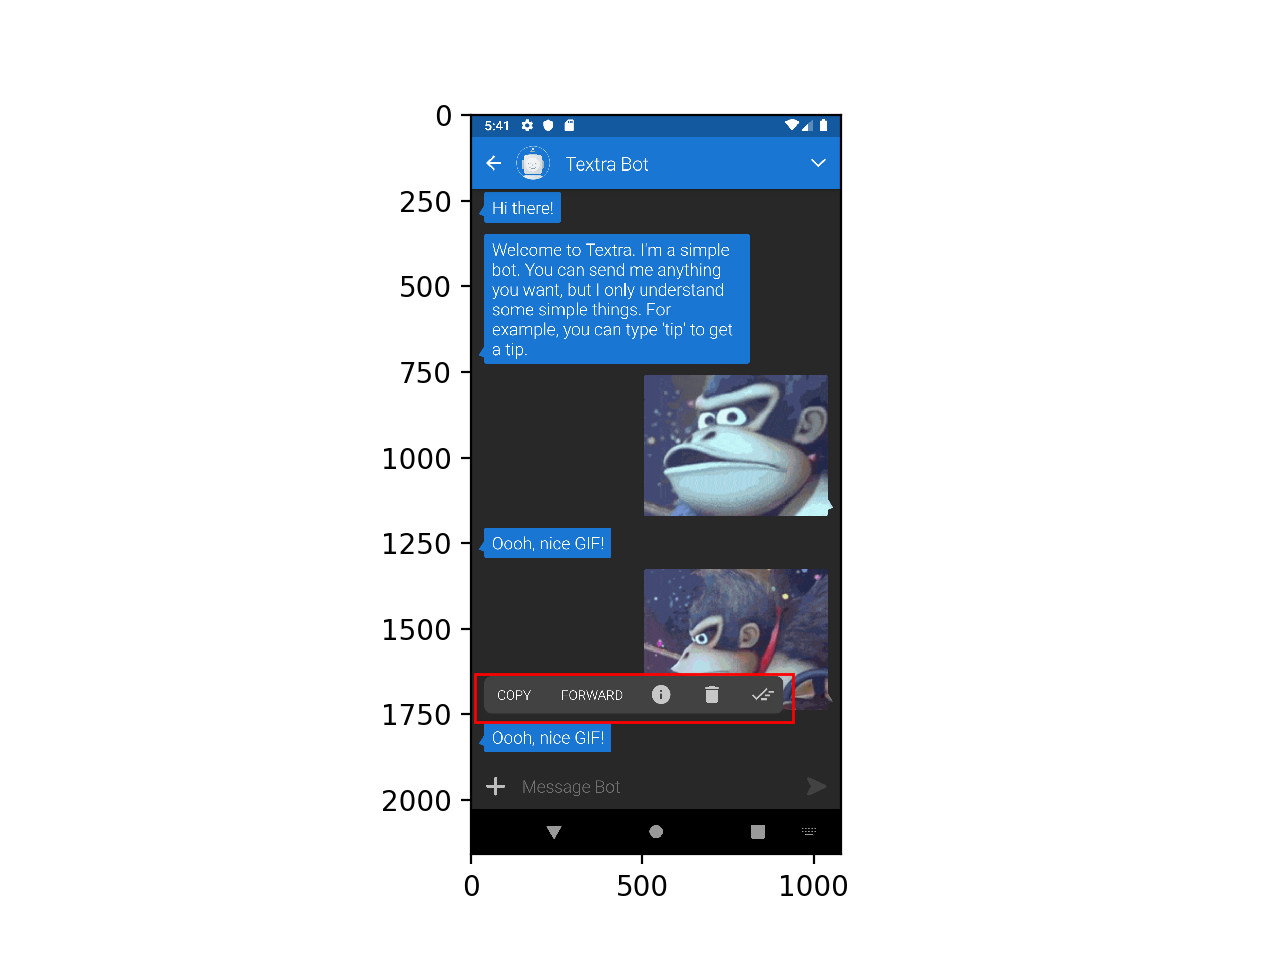 0
250
500
750
1000
1250
1500
1750
2000
5:41
Textra Bot
Hi there!
Welcome to Textra. I'm a simple
bot. You can send me anything
you want, but I only understand
some simple things. For
example, you can type 'tip' to get
a tip.
Oooh, nice GIF!
COPY FORWARD
Oooh, nice GIF!
Message Bot
0 500 1000